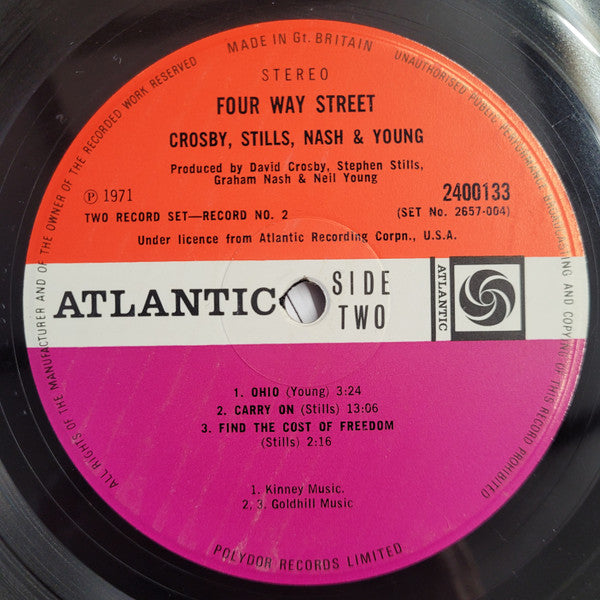 MADE IN Gt. BRITAIN
STEREO
FOUR WAY STREET
CROSBY, STILLS, NASH & YOUNG
Produced by David Crosby, Stephen Stills,
Graham Nash & Neil Young
℗ 1971
2400133
TWO RECORD SET—RECORD NO. 2
(SET No. 2657-004)
Under licence from Atlantic Recording Corpn., U.S.A.
ATLANTIC
SIDE
TWO
ATLANTIC
1. OHIO (Young) 3:24
2. CARRY ON (Stills) 13:06
3. FIND THE COST OF FREEDOM
(Stills) 2:16
1. Kinney Music.
2, 3. Goldhill Music
POLYDOR RECORDS LIMITED
ALL RIGHTS OF THE MANUFACTURER AND OF THE OWNER OF THE RECORDED WORK RESERVED
UNAUTHORISED PUBLIC PERFORMANCE BROADCASTING AND COPYING OF THIS RECORD PROHIBITED